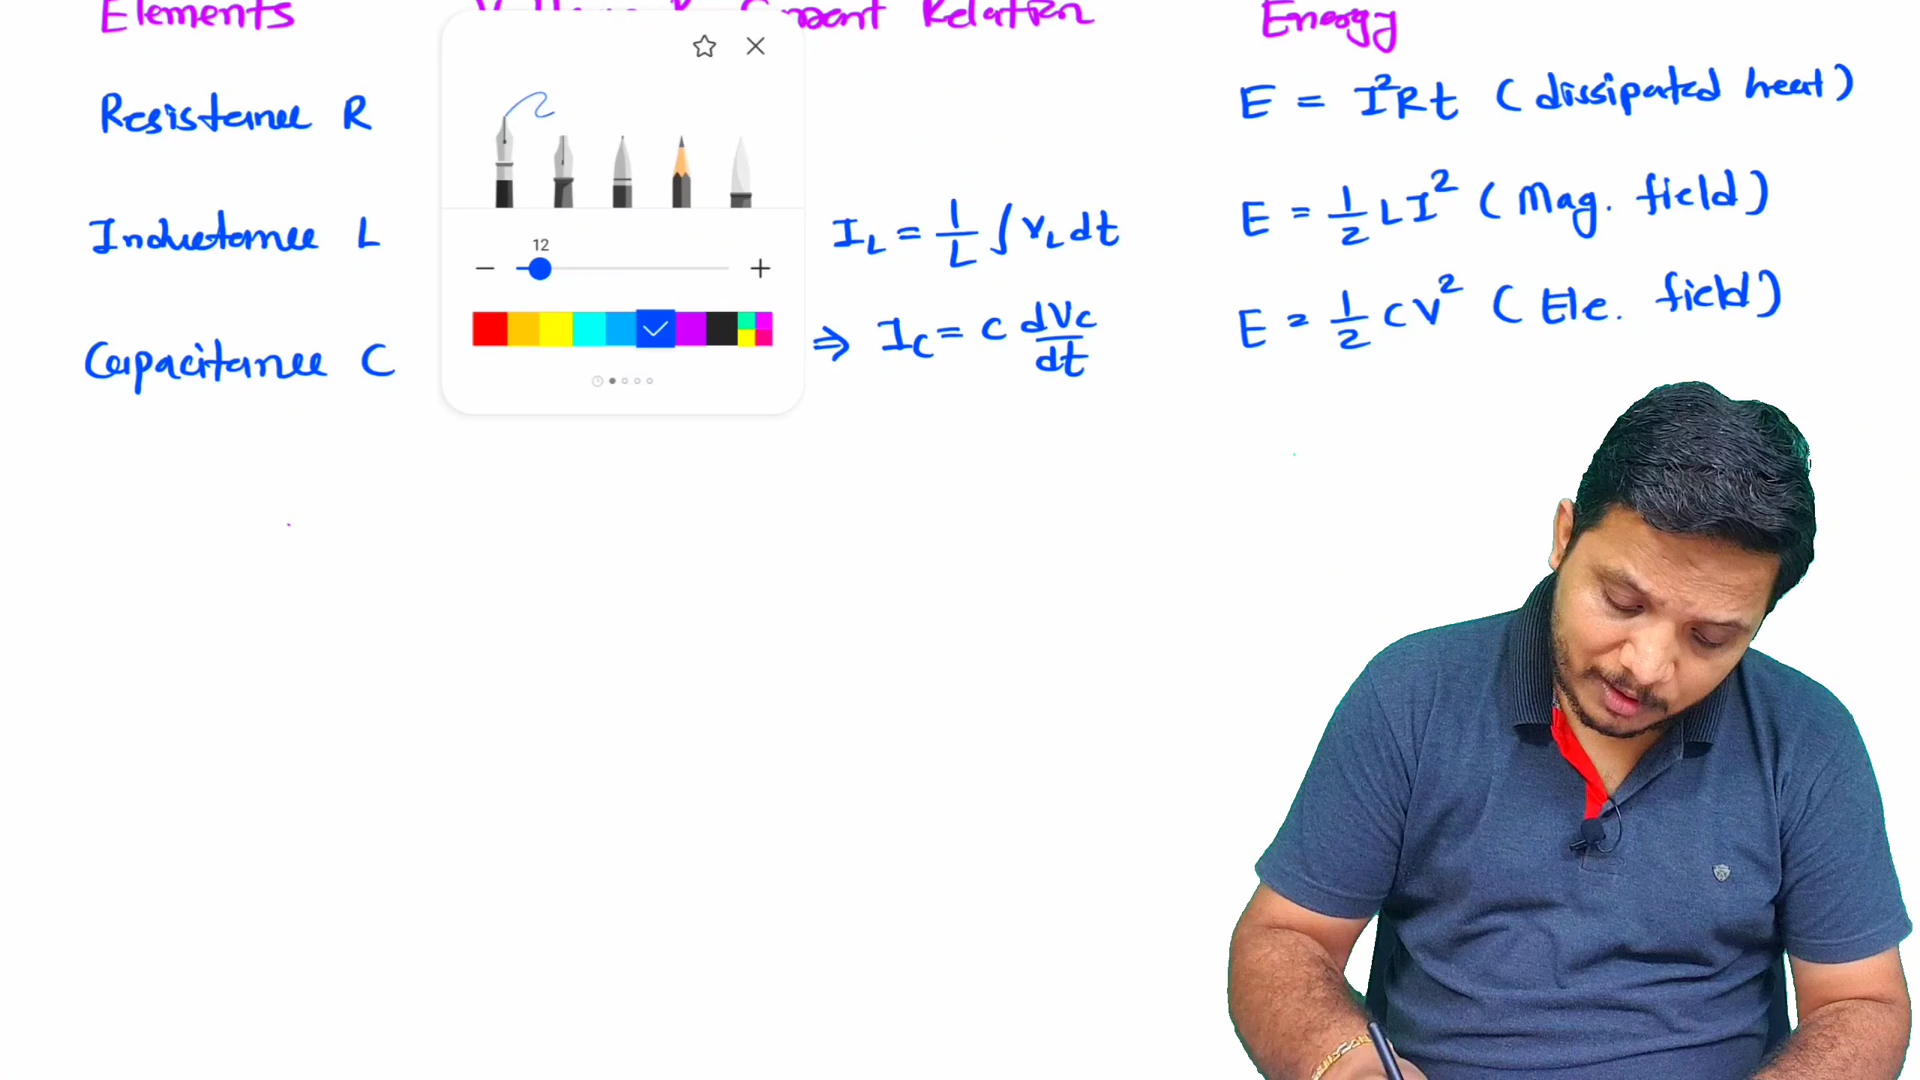 Elements Relation Energy
Resistance R E = I²Rt (dissipated heat)
Inductance L I_L = 1/L ∫ V_L dt E = 1/2 LI² (Mag. field)
12
Capacitance C ⇒ I_C = C dV_C/dt E = 1/2 CV² (Ele. field)